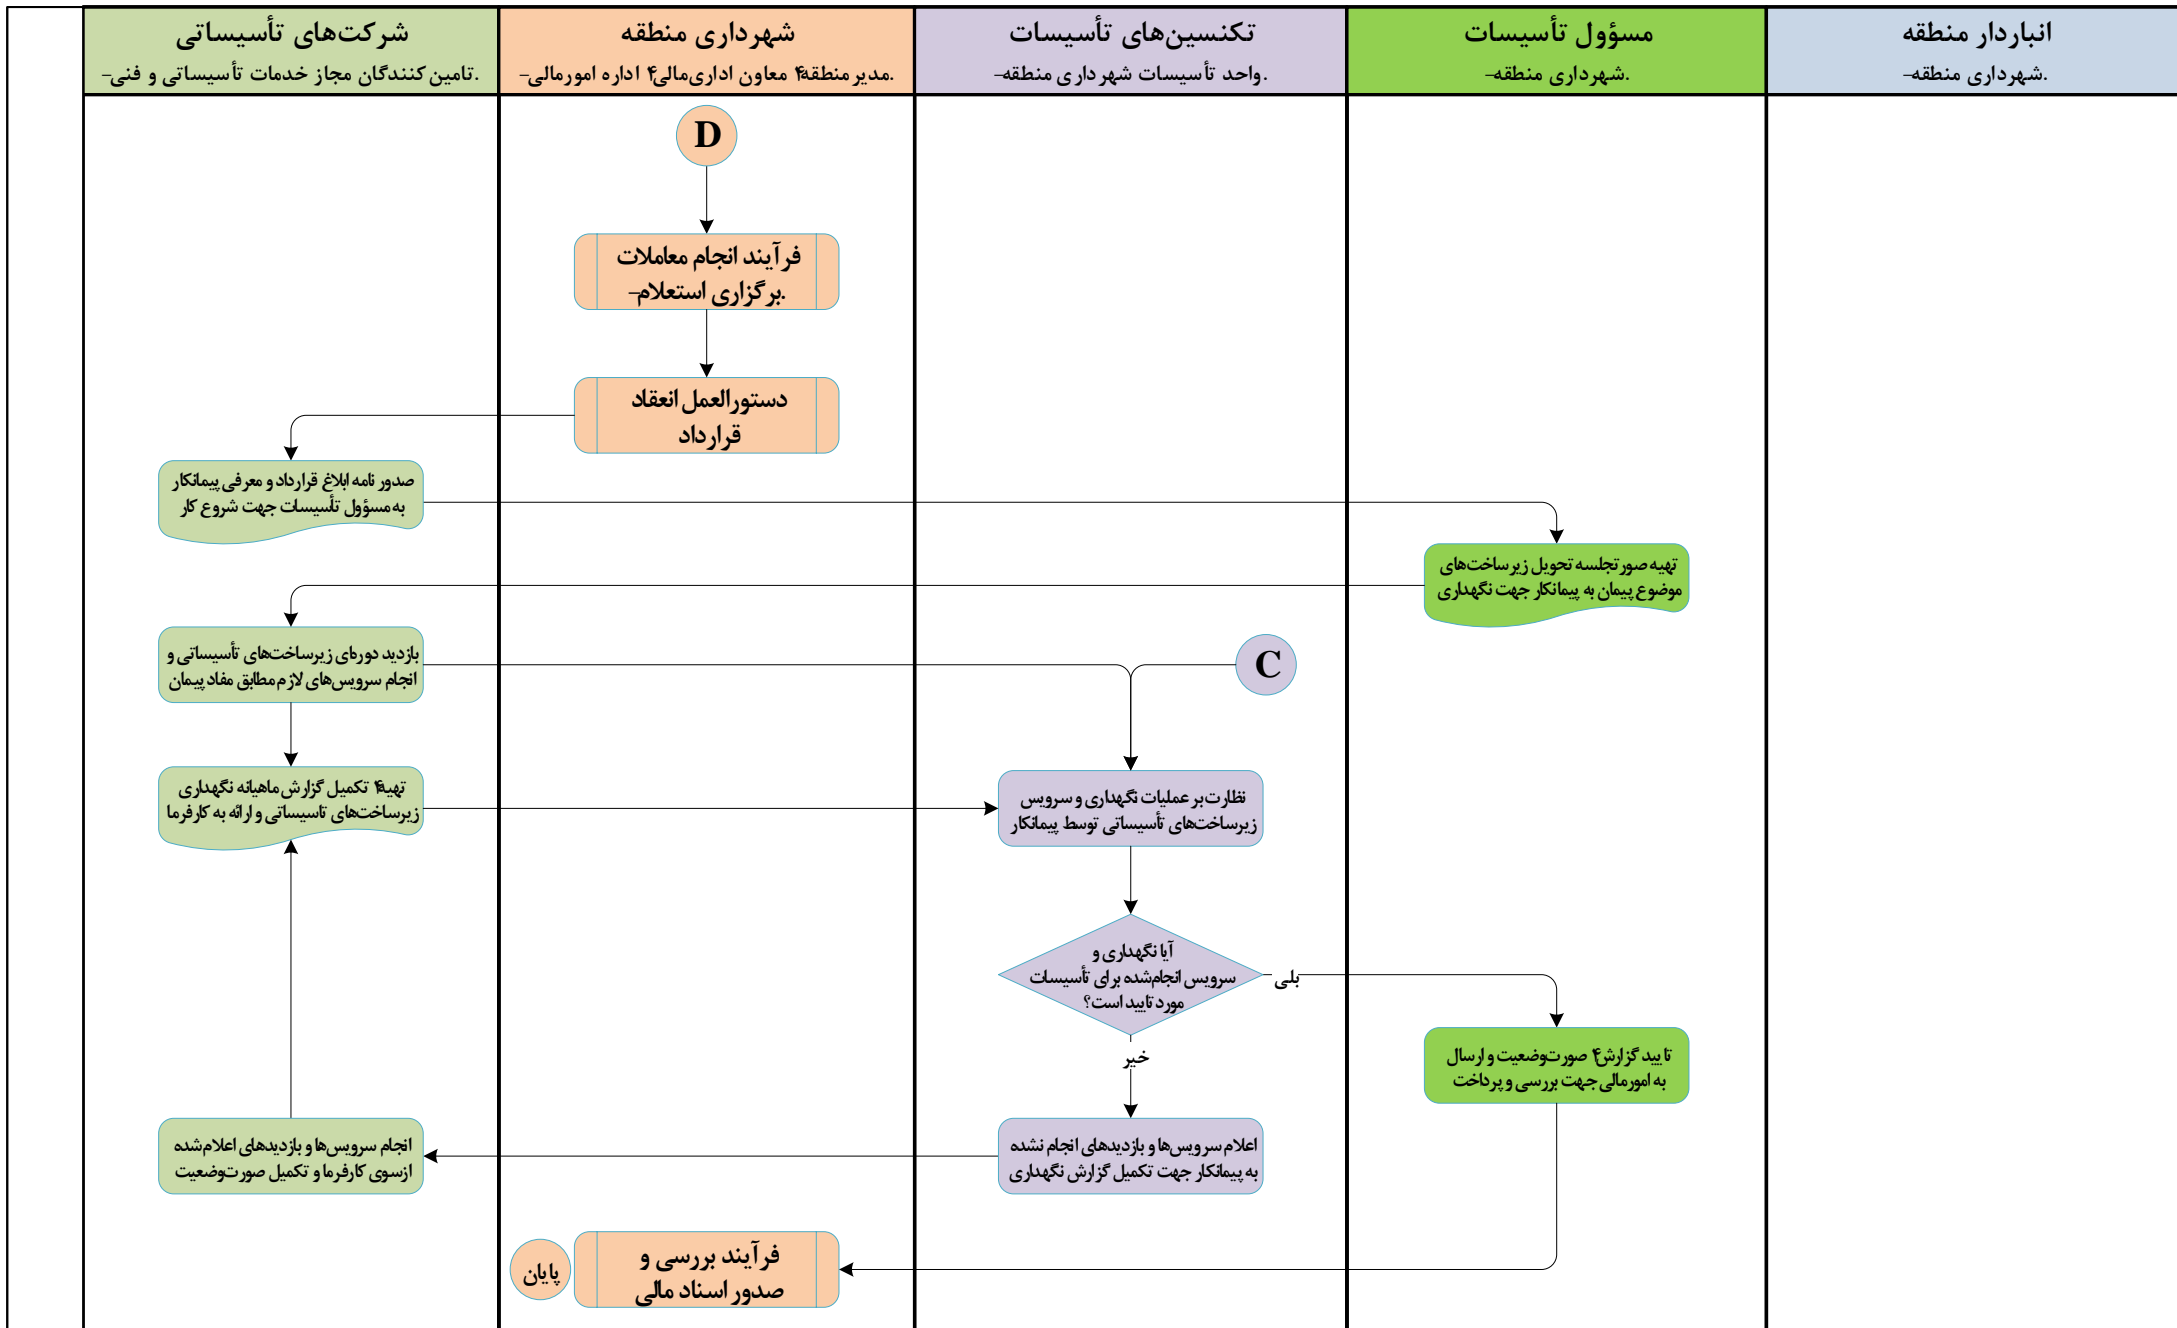 انباردار منطقه
-شهرداری منطقه.
مسؤول تأسیسات
-شهرداری منطقه.
تکنسین‌های تأسیسات
-واحد تأسیسات شهرداری منطقه.
شهرداری منطقه
-مدیر منطقه۴ معاون اداری‌مالی۴ اداره امورمالی.
شرکت‌های تأسیساتی
-تامین کنندگان مجاز خدمات تأسیساتی و فنی.
D
فرآیند انجام معاملات
-برگزاری استعلام.
دستورالعمل انعقاد
قرارداد
صدور نامه ابلاغ قرارداد و معرفی پیمانکار
به مسؤول تأسیسات جهت شروع کار
تهیه صورتجلسه تحویل زیرساخت‌های
موضوع پیمان به پیمانکار جهت نگهداری
بازدید دوره‌ای زیرساخت‌های تأسیساتی و
انجام سرویس‌های لازم مطابق مفاد پیمان
C
تهیه۴ تکمیل گزارش ماهیانه نگهداری
زیرساخت‌های تاسیساتی و ارائه به کارفرما
نظارت بر عملیات نگهداری و سرویس
زیرساخت‌های تأسیساتی توسط پیمانکار
آیا نگهداری و
سرویس انجام‌شده برای تأسیسات
مورد تایید است؟
بلی
خیر
تایید گزارش۴ صورت‌وضعیت و ارسال
به امورمالی جهت بررسی و پرداخت
اعلام سرویس‌ها و بازدیدهای انجام نشده
به پیمانکار جهت تکمیل گزارش نگهداری
انجام سرویس‌ها و بازدیدهای اعلام‌شده
ازسوی کارفرما و تکمیل صورت‌وضعیت
فرآیند بررسی و
صدور اسناد مالی
پایان